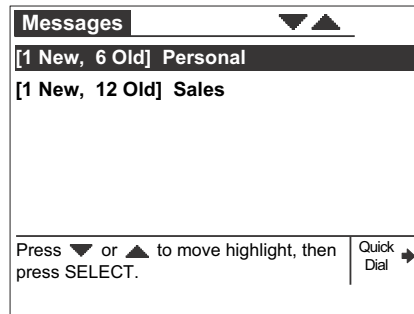 Messages
[1 New, 6 Old] Personal
[1 New, 12 Old] Sales
Press ▼ or ▲ to move highlight, then
press SELECT.
Quick
Dial